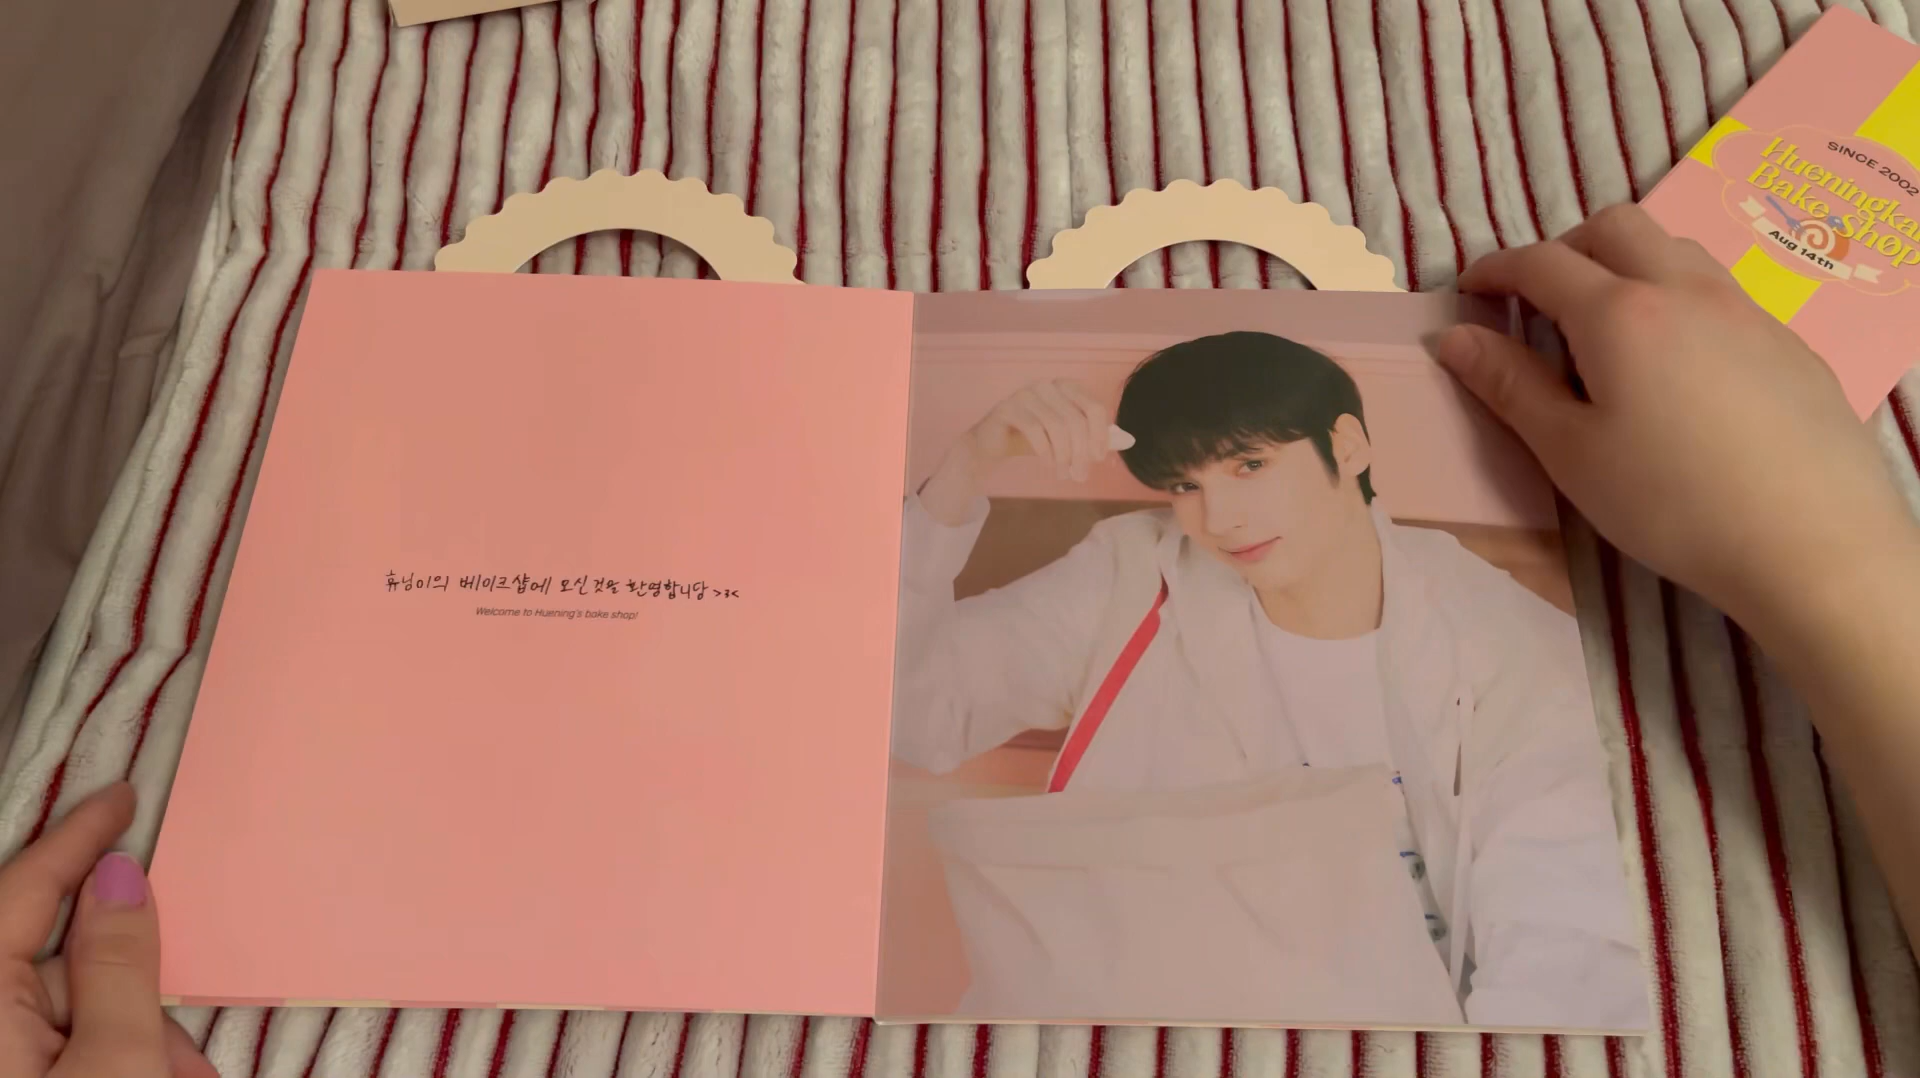 휴닝이의 베이크샵에 오신것을 환영합니당 >з<
Welcome to Huening's bake shop!
SINCE 2002
Hueningka
Bake Shop
Aug 14th